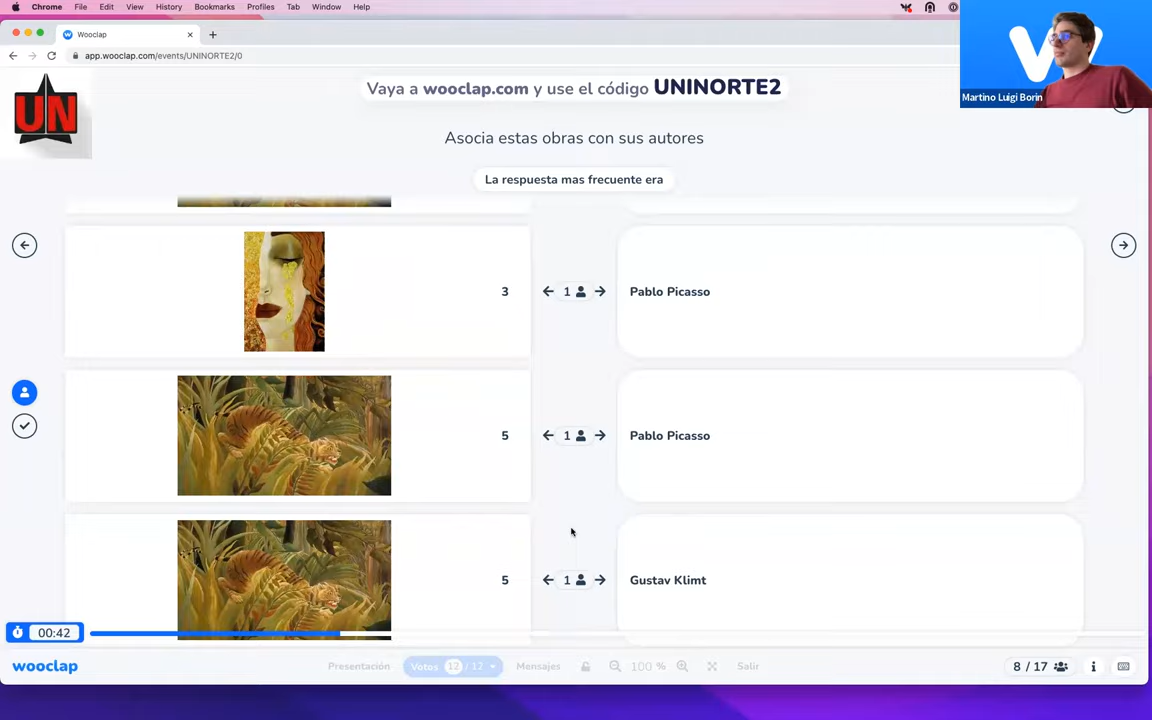 Chrome File Edit View History Bookmarks Profiles Tab Window Help
Wooclap
app.wooclap.com/events/UNINORTE2/0
Martino Luigi Borin
UN
Vaya a wooclap.com y use el código UNINORTE2
Asocia estas obras con sus autores
La respuesta mas frecuente era
3 1 Pablo Picasso
5 1 Pablo Picasso
5 1 Gustav Klimt
00:42
wooclap Presentación Votos 12 / 17 Mensajes 100 % Salir 8 / 17